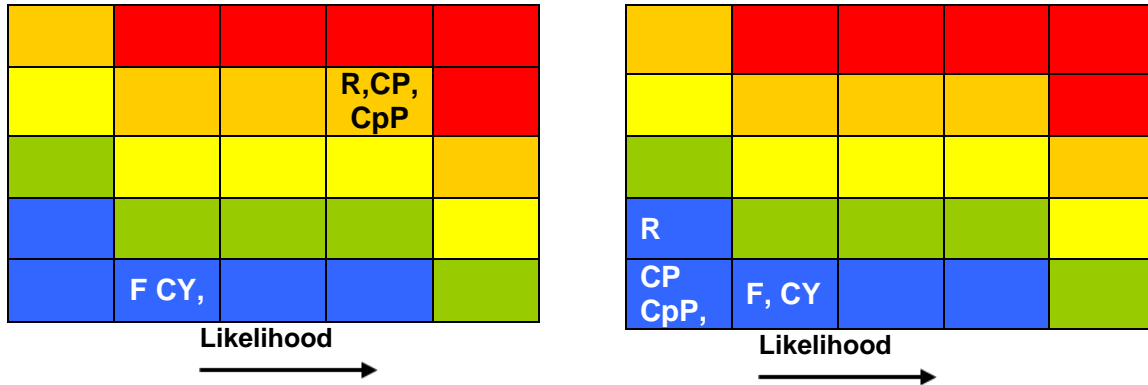 R,CP,
CpP
F CY,
Likelihood
R
CP
CpP,
F, CY
Likelihood